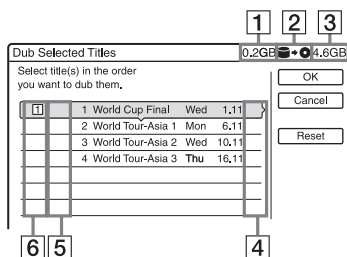 1 2 3
Dub Selected Titles 0.2GB 4.6GB
Select title(s) in the order
you want to dub them.
OK
Cancel
Reset
1 1 World Cup Final Wed 1.11
2 World Tour-Asia 1 Mon 6.11
3 World Tour-Asia 2 Wed 10.11
4 World Tour-Asia 3 Thu 16.11
6 5 4